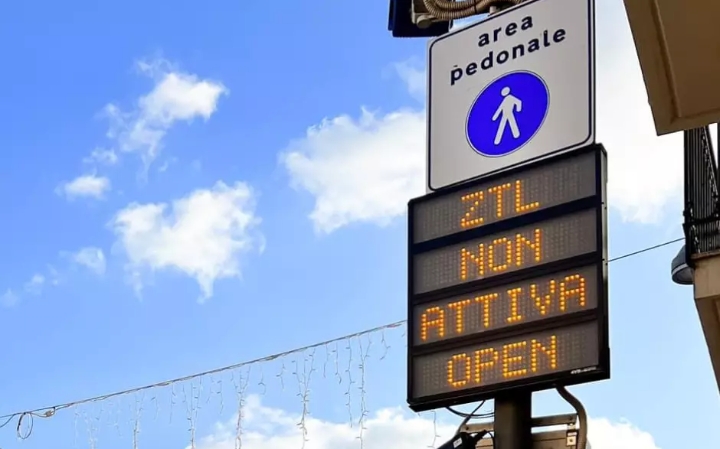 area
pedonale
ZTL
NON
ATTIVA
OPEN